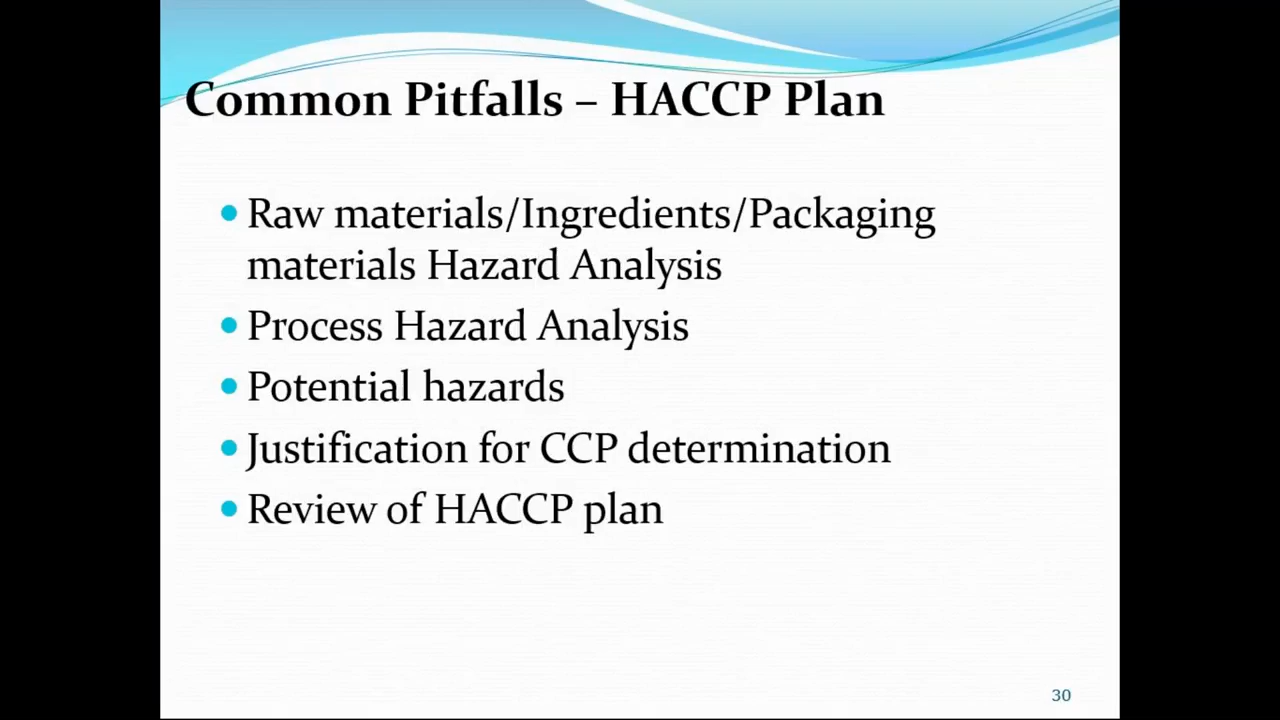 Common Pitfalls – HACCP Plan
• Raw materials/Ingredients/Packaging
materials Hazard Analysis
• Process Hazard Analysis
• Potential hazards
• Justification for CCP determination
• Review of HACCP plan
30